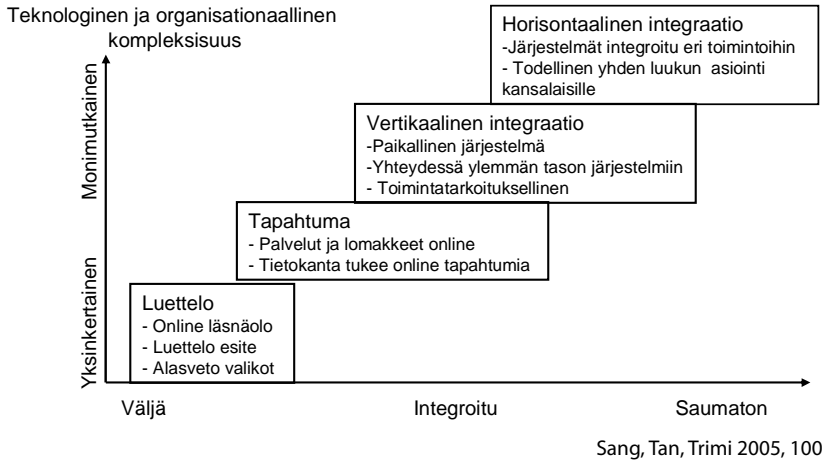 Teknologinen ja organisationaallinen
kompleksisuus
Horisontaalinen integraatio
-Järjestelmät integroitu eri toimintoihin
- Todellinen yhden luukun asiointi
kansalaisille
Monimutkainen
Vertikaalinen integraatio
-Paikallinen järjestelmä
-Yhteydessä ylemmän tason järjestelmiin
- Toimintatarkoituksellinen
Tapahtuma
- Palvelut ja lomakkeet online
- Tietokanta tukee online tapahtumia
Yksinkertainen
Luettelo
- Online läsnäolo
- Luettelo esite
- Alasveto valikot
Väljä
Integroitu
Saumaton
Sang, Tan, Trimi 2005, 100